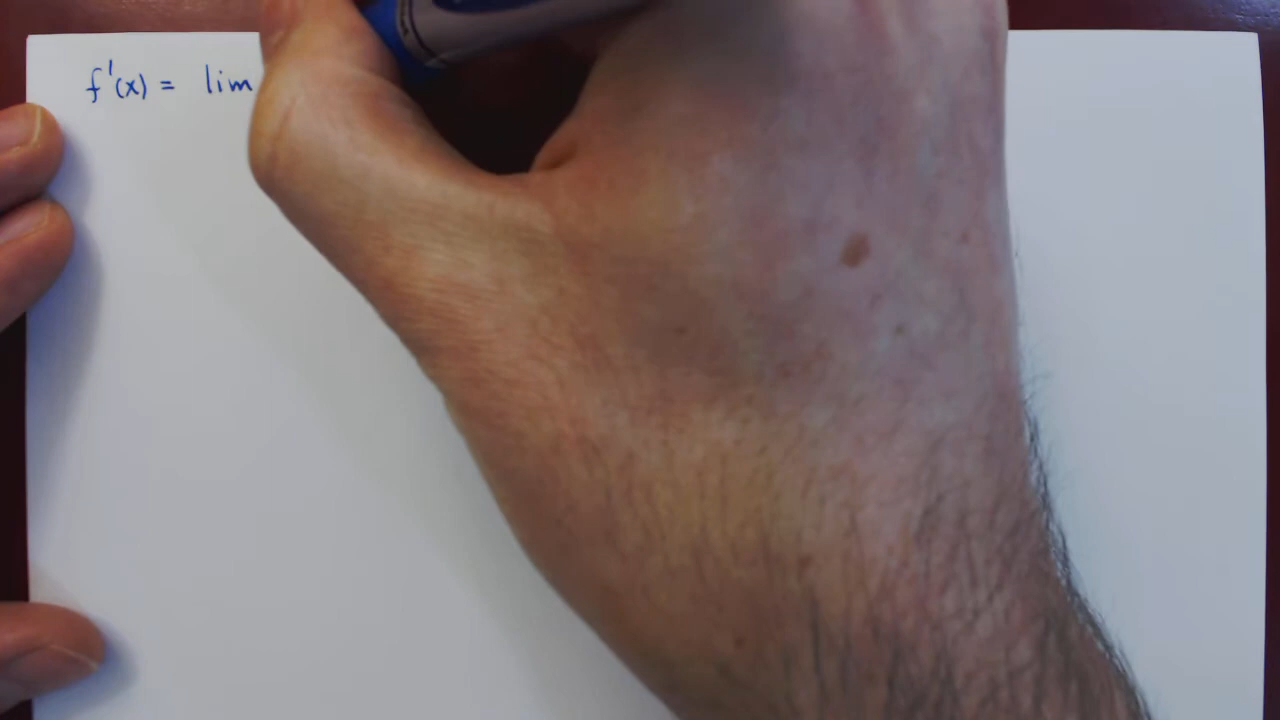 f'(x) = lim